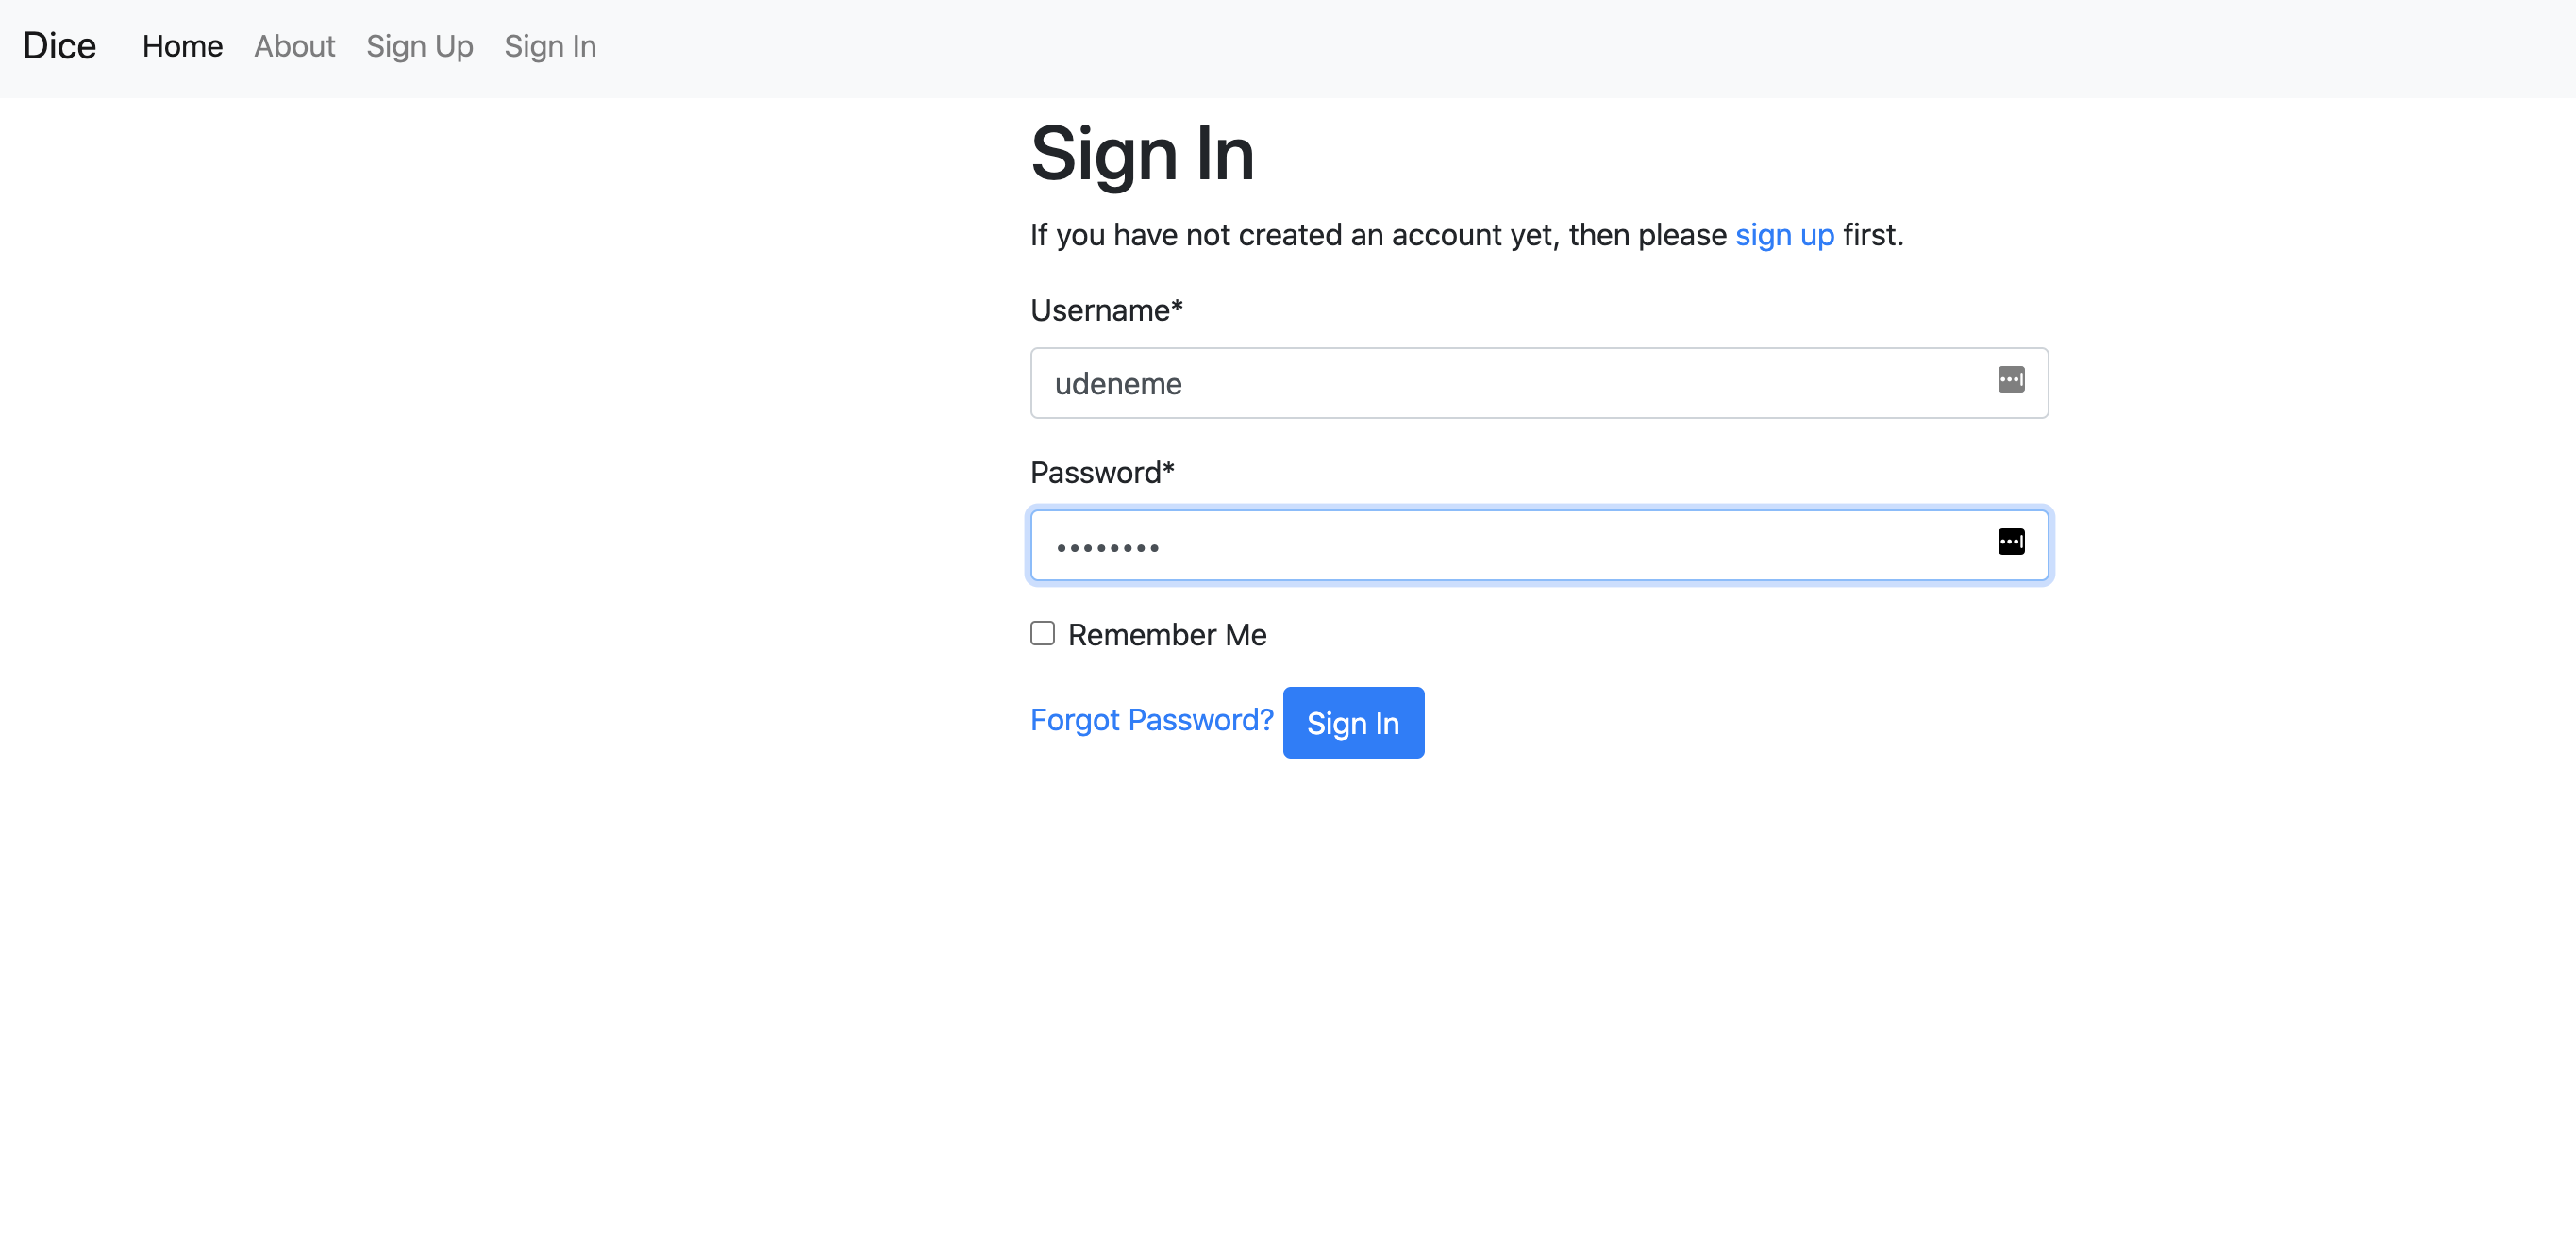 Dice Home About Sign Up Sign In
Sign In
If you have not created an account yet, then please sign up first.
Username*
udeneme
Password*
••••••••
Remember Me
Forgot Password? Sign In